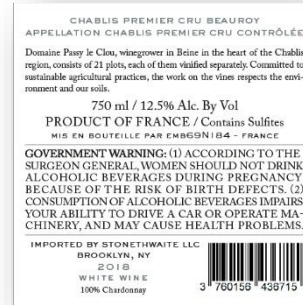 CHABLIS PREMIER CRU BEAUROY
APPELLATION CHABLIS PREMIER CRU CONTRÔLÉE
Domaine Passy le Clou, winegrower in Beine in the heart of the Chablis
region, consists of 21 plots, each of them vinified separately. Committed to
sustainable agricultural practices, the work on the vines respects the envi-
ronment and our soils.
750 ml / 12.5% Alc. By Vol
PRODUCT OF FRANCE / Contains Sulfites
MIS EN BOUTEILLE PAR EMB69N184 - FRANCE
GOVERNMENT WARNING: (1) ACCORDING TO THE
SURGEON GENERAL, WOMEN SHOULD NOT DRINK
ALCOHOLIC BEVERAGES DURING PREGNANCY
BECAUSE OF THE RISK OF BIRTH DEFECTS. (2)
CONSUMPTION OF ALCOHOLIC BEVERAGES IMPAIRS
YOUR ABILITY TO DRIVE A CAR OR OPERATE MA-
CHINERY, AND MAY CAUSE HEALTH PROBLEMS.
IMPORTED BY STONETHWAITE LLC
BROOKLYN, NY
2018
WHITE WINE
100% Chardonnay
3 760156 436715